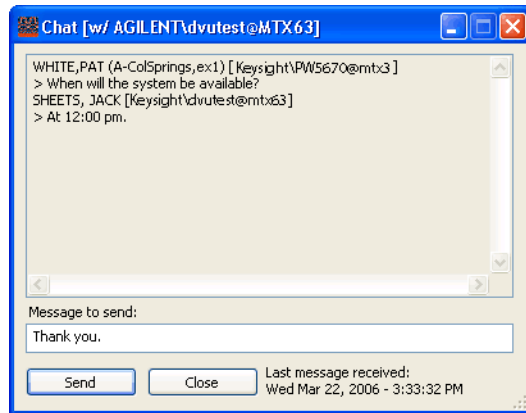 Chat [w/ AGILENT\dvutest@MTX63]
WHITE,PAT (A-ColSprings,ex1) [Keysight\PW5670@mtx3]
> When will the system be available?
SHEETS, JACK [Keysight\dvutest@mtx63]
> At 12:00 pm.
Message to send:
Thank you.
Send
Close
Last message received:
Wed Mar 22, 2006 - 3:33:32 PM